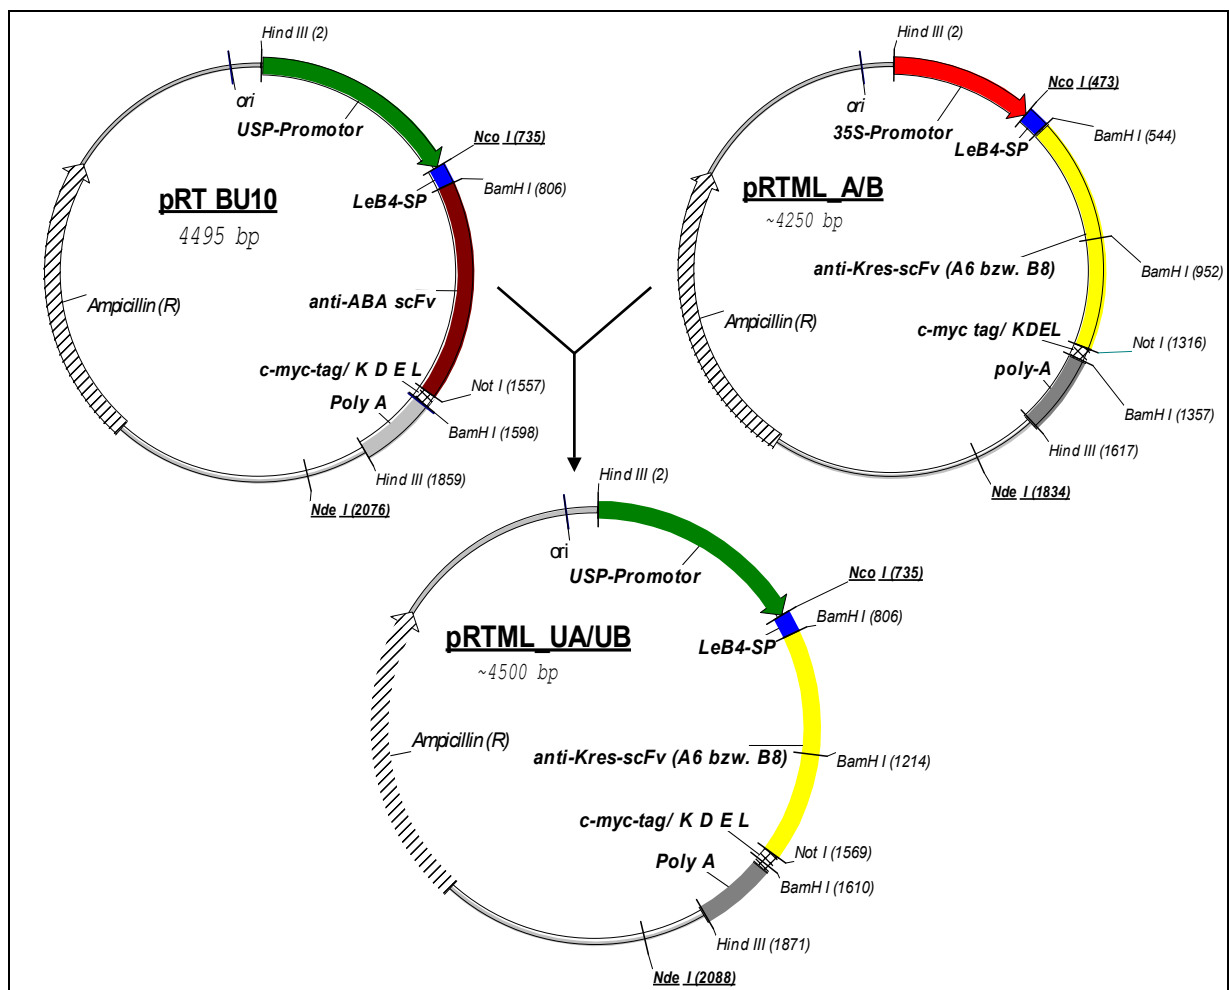 Hind III (2)
ori
USP-Promotor
Nco I (735)
LeB4-SP
BamH I (806)
pRT BU10
4495 bp
anti-ABA scFv
Ampicillin (R)
c-myc-tag/ K D E L
Not I (1557)
Poly A
BamH I (1598)
Hind III (1859)
Nde I (2076)
Hind III (2)
ori
35S-Promotor
Nco I (473)
LeB4-SP
BamH I (544)
pRTML_A/B
~4250 bp
anti-Kres-scFv (A6 bzw. B8)
BamH I (952)
Ampicillin (R)
c-myc tag/ KDEL
Not I (1316)
poly-A
BamH I (1357)
Hind III (1617)
Nde I (1834)
Hind III (2)
ori
USP-Promotor
Nco I (735)
BamH I (806)
LeB4-SP
pRTML_UA/UB
~4500 bp
Ampicillin (R)
anti-Kres-scFv (A6 bzw. B8)
BamH I (1214)
c-myc-tag/ K D E L
Not I (1569)
Poly A
BamH I (1610)
Hind III (1871)
Nde I (2088)